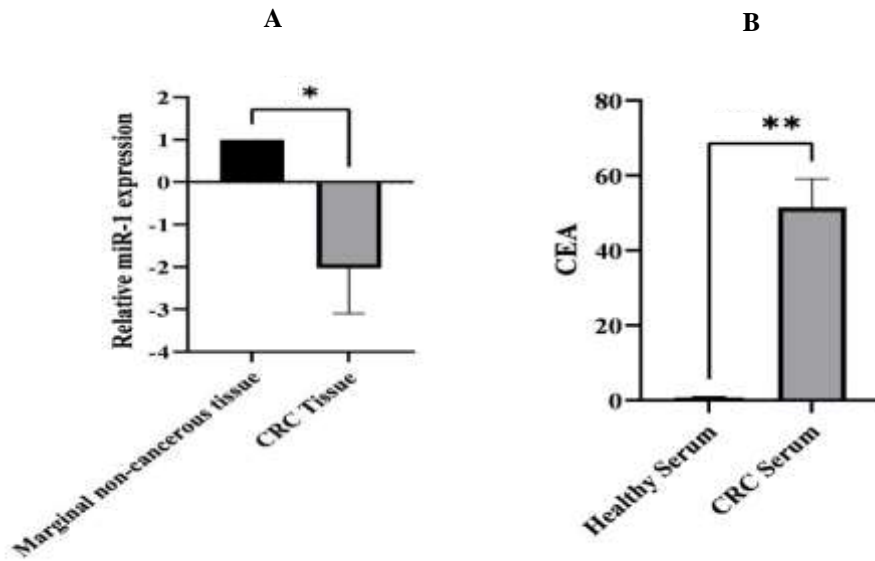 A
Relative miR-1 expression
2
1
0
-1
-2
-3
-4
*
Marginal non-cancerous tissue
CRC Tissue
B
CEA
80
60
40
20
0
**
Healthy Serum
CRC Serum